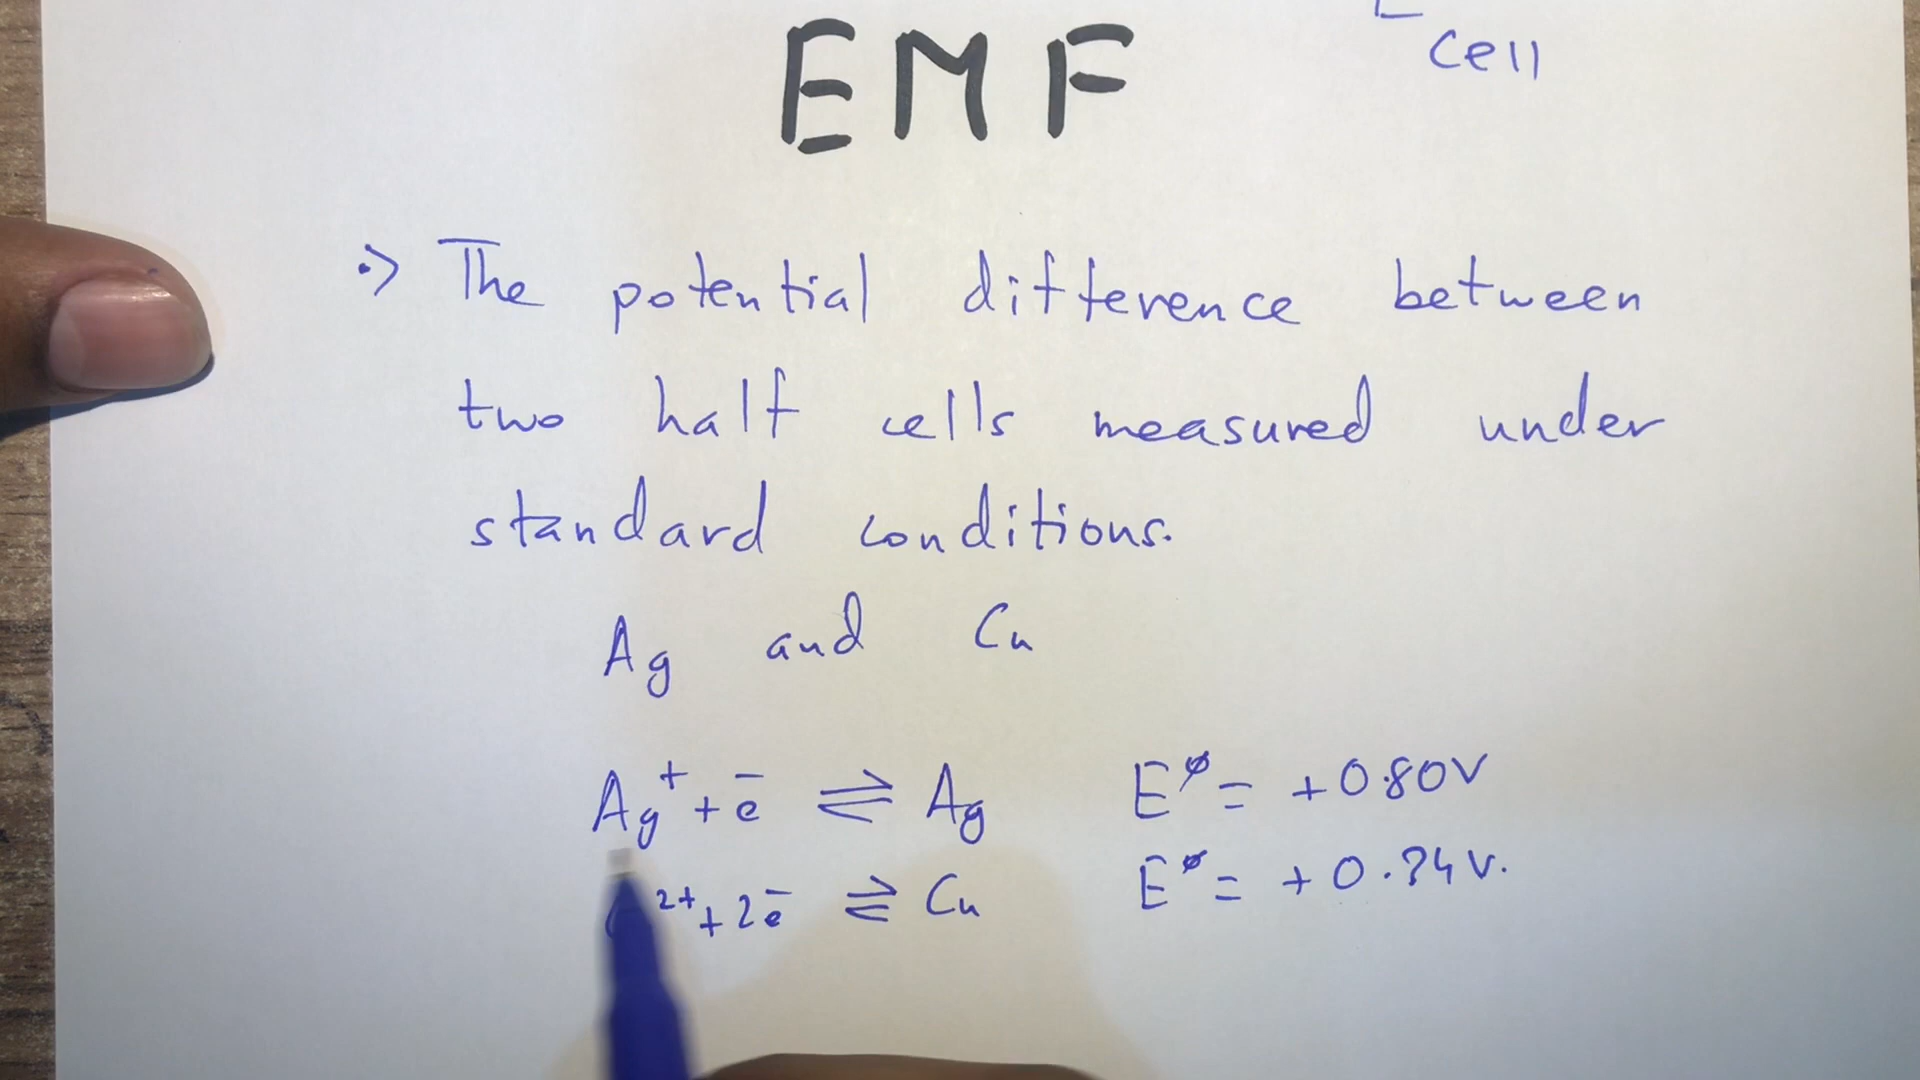 EMF
cell
The potential difference between
two half cells measured under
standard conditions.
Ag and Cu
Ag⁺ + e⁻ ⇌ Ag E⦵ = +0.80V
²⁺ + 2e⁻ ⇌ Cu E⦵ = +0.34V.